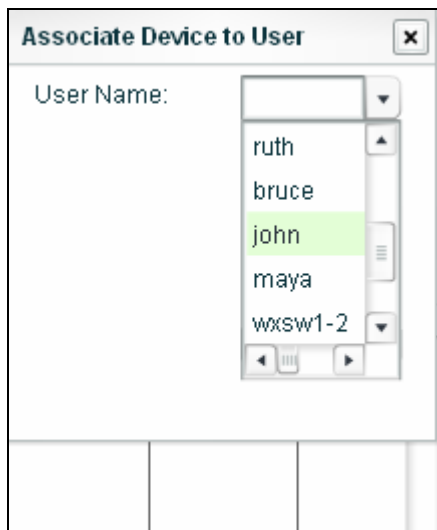 Associate Device to User
User Name:
ruth
bruce
john
maya
wxsw1-2